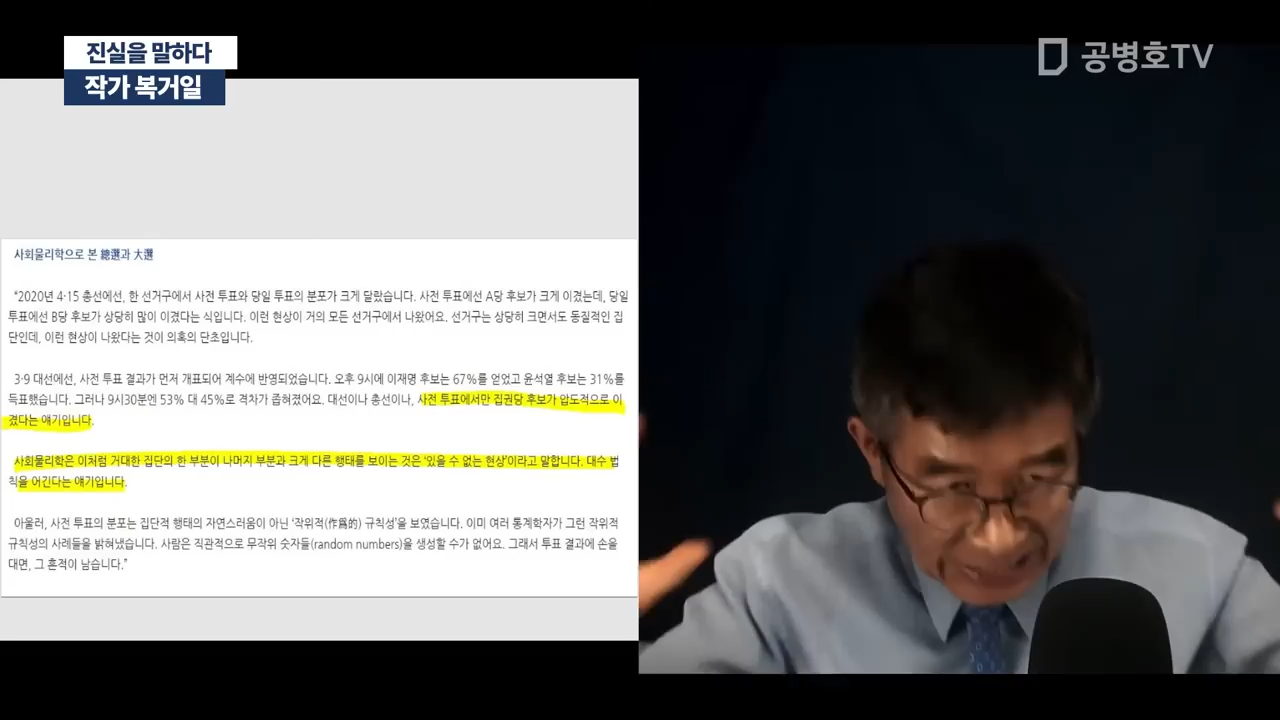 진실을 말하다
작가 복거일
공병호TV
사회물리학으로 본 總選과 大選
“2020년 4·15 총선에선, 한 선거구에서 사전 투표와 당일 투표의 분포가 크게 달랐습니다. 사전 투표에선 A당 후보가 크게 이겼는데, 당일
투표에선 B당 후보가 상당히 많이 이겼다는 식입니다. 이런 현상이 거의 모든 선거구에서 나왔어요. 선거구는 상당히 크면서도 동질적인 집
단인데, 이런 현상이 나왔다는 것이 의혹의 단초입니다.
3·9 대선에선, 사전 투표 결과가 먼저 개표되어 계수에 반영되었습니다. 오후 9시에 이재명 후보는 67%를 얻었고 윤석열 후보는 31%를
득표했습니다. 그러나 9시30분엔 53% 대 45%로 격차가 좁혀졌어요. 대선이나 총선이나, 사전 투표에서만 집권당 후보가 압도적으로 이
겼다는 얘기입니다.
사회물리학은 이처럼 거대한 집단의 한 부분이 나머지 부분과 크게 다른 행태를 보이는 것은 ‘있을 수 없는 현상’이라고 말합니다. 대수 법
칙을 어긴다는 얘기입니다.
아울러, 사전 투표의 분포는 집단적 행태의 자연스러움이 아닌 ‘작위적(作爲的) 규칙성’을 보였습니다. 이미 여러 통계학자가 그런 작위적
규칙성의 사례들을 밝혀냈습니다. 사람은 직관적으로 무작위 숫자들(random numbers)을 생성할 수가 없어요. 그래서 투표 결과에 손을
대면, 그 흔적이 남습니다.”